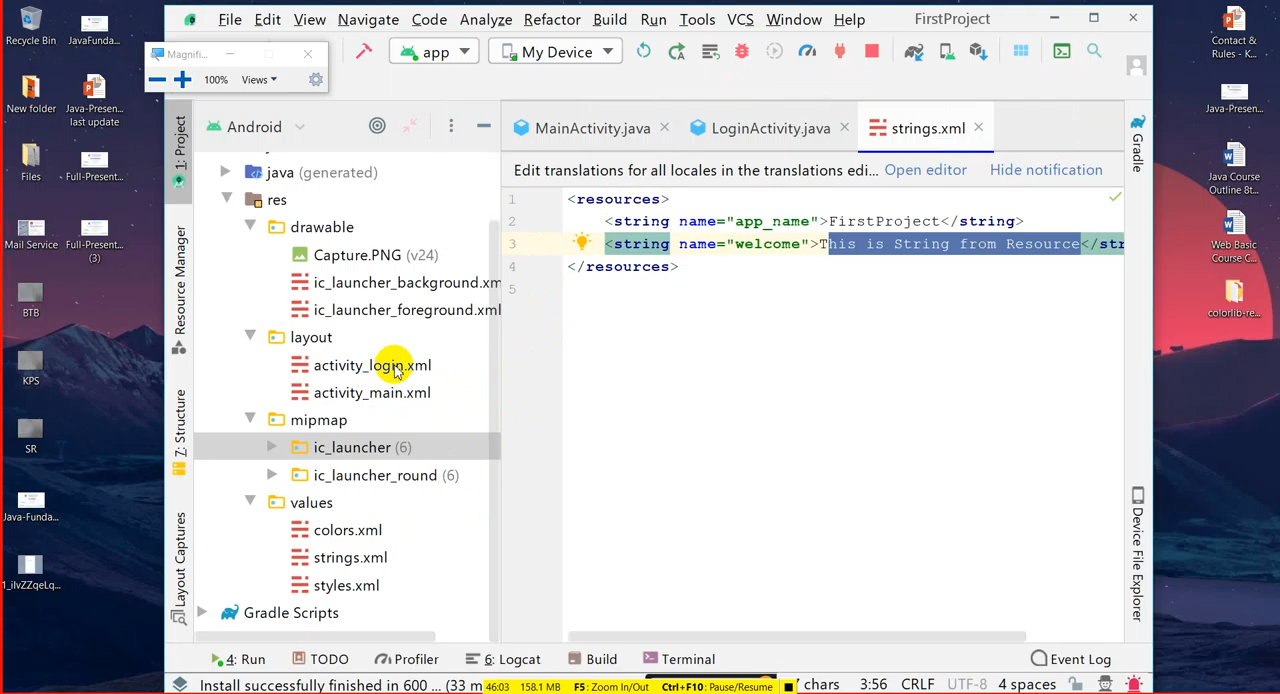 Recycle Bin
JavaFunda...
New folder
Java-Presen...
last update
Files
Full-Present...
Mail Service
Full-Present...
(3)
BTB
KPS
SR
Java-Funda...
1_iIvZZqeLq...
Magnifi...
100%
Views
File Edit View Navigate Code Analyze Refactor Build Run Tools VCS Window Help
FirstProject
app
My Device
1: Project
Resource Manager
7: Structure
Layout Captures
Android
java (generated)
res
drawable
Capture.PNG (v24)
ic_launcher_background.xm
ic_launcher_foreground.xml
layout
activity_login.xml
activity_main.xml
mipmap
ic_launcher (6)
ic_launcher_round (6)
values
colors.xml
strings.xml
styles.xml
Gradle Scripts
MainActivity.java
LoginActivity.java
strings.xml
Edit translations for all locales in the translations edi...
Open editor
Hide notification
1 <resources>
2 <string name="app_name">FirstProject</string>
3 <string name="welcome">This is String from Resource</str
4 </resources>
5
Gradle
Device File Explorer
4: Run
TODO
Profiler
6: Logcat
Build
Terminal
Event Log
Install successfully finished in 600 ... (33 m
46:03 158.1 MB F5: Zoom In/Out Ctrl+F10: Pause/Resume
chars 3:56 CRLF UTF-8 4 spaces
Contact &
Rules - K...
Java-Presen...
Java Course
Outline 8t...
Web Basic
Course C...
colorlib-re...